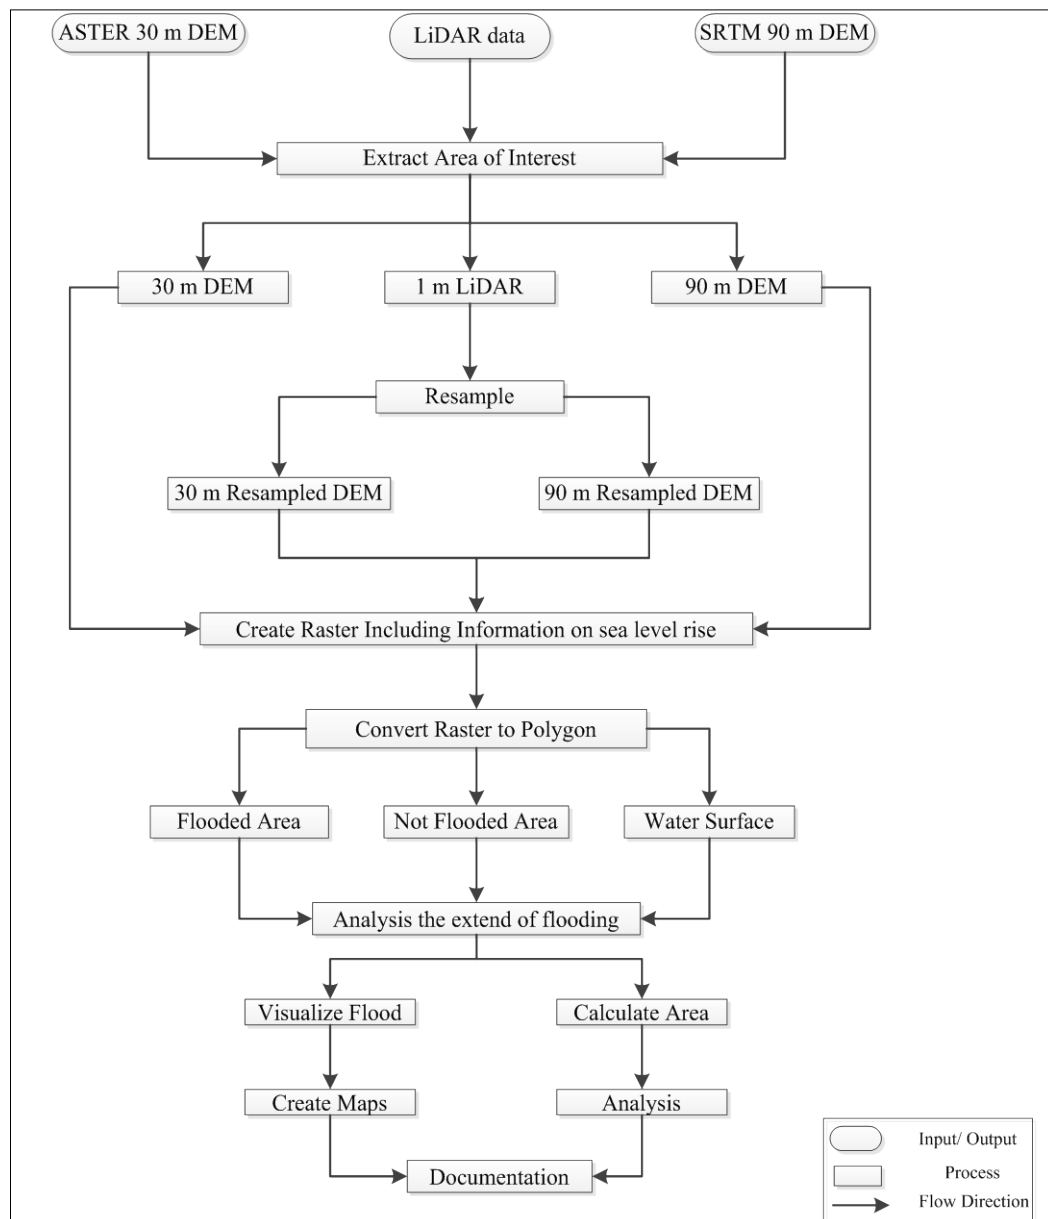 ASTER 30 m DEM
LiDAR data
SRTM 90 m DEM
Extract Area of Interest
30 m DEM
1 m LiDAR
90 m DEM
Resample
30 m Resampled DEM
90 m Resampled DEM
Create Raster Including Information on sea level rise
Convert Raster to Polygon
Flooded Area
Not Flooded Area
Water Surface
Analysis the extend of flooding
Visualize Flood
Calculate Area
Create Maps
Analysis
Documentation
Input/ Output
Process
Flow Direction